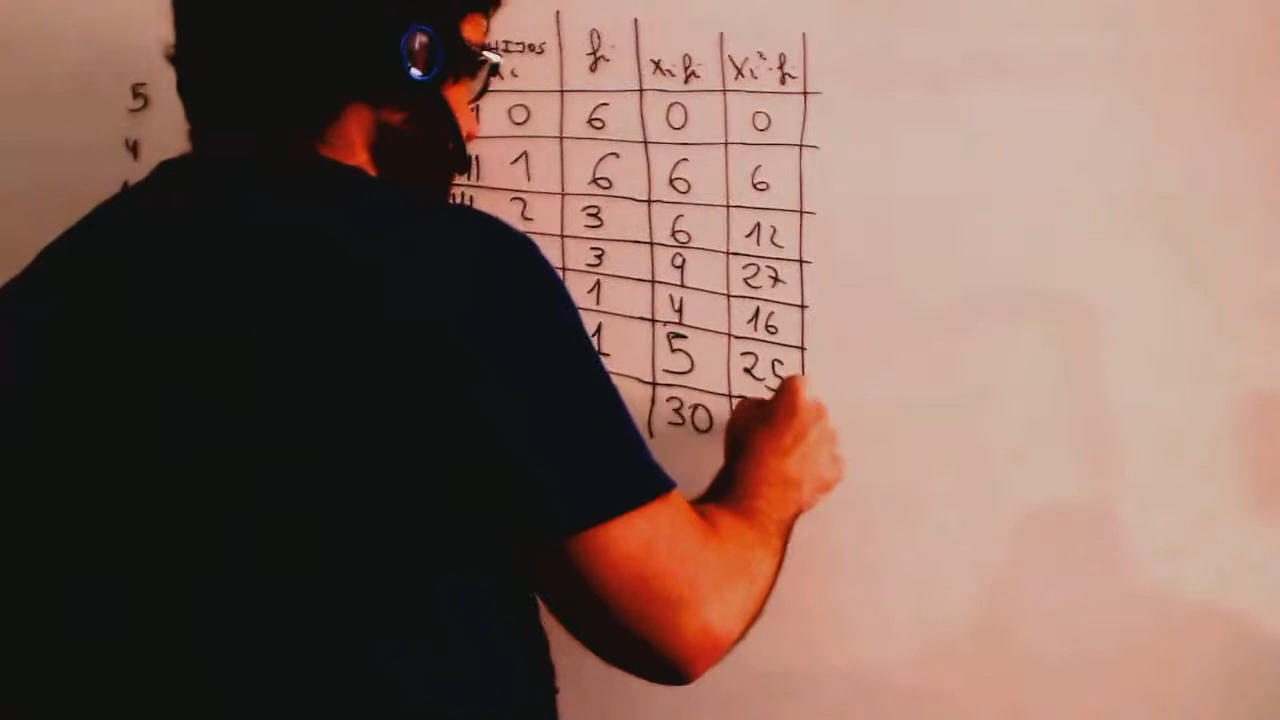 HIJOS fi xi·fi xi²·fi
xi
5
0 6 0 0
4
1 6 6 6
2 3 6 12
3 9 27
1 4 16
1 5 25
30